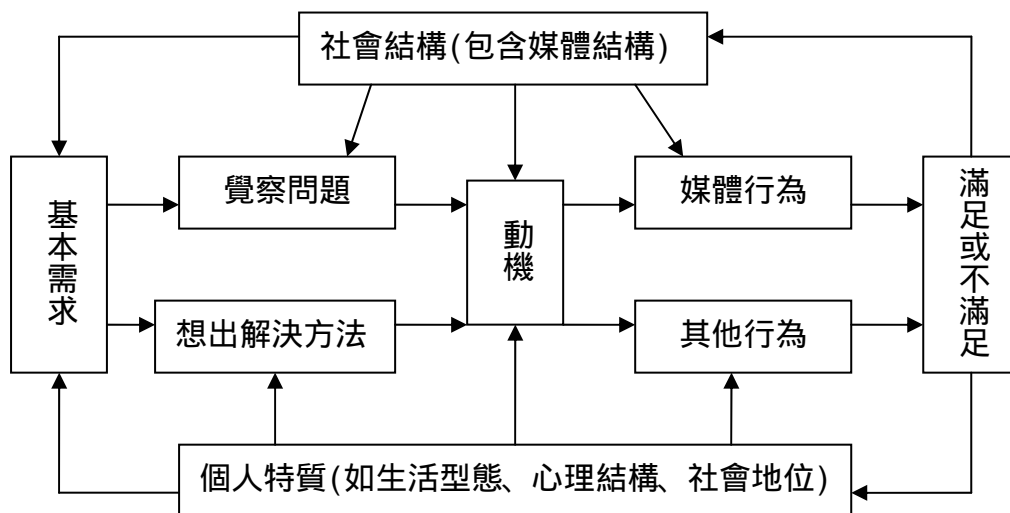 社會結構(包含媒體結構)
基本需求
覺察問題
動機
媒體行為
滿足或不滿足
想出解決方法
其他行為
個人特質(如生活型態、心理結構、社會地位)